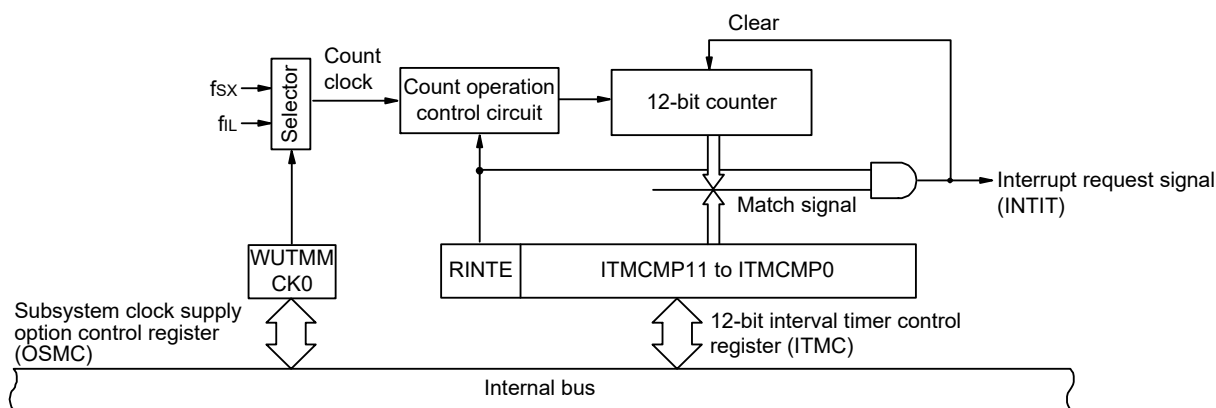 Clear
Count
clock
fSX
fIL
Selector
Count operation
control circuit
12-bit counter
Match signal
Interrupt request signal
(INTIT)
WUTMM
CK0
RINTE
ITMCMP11 to ITMCMP0
Subsystem clock supply
option control register
(OSMC)
12-bit interval timer control
register (ITMC)
Internal bus